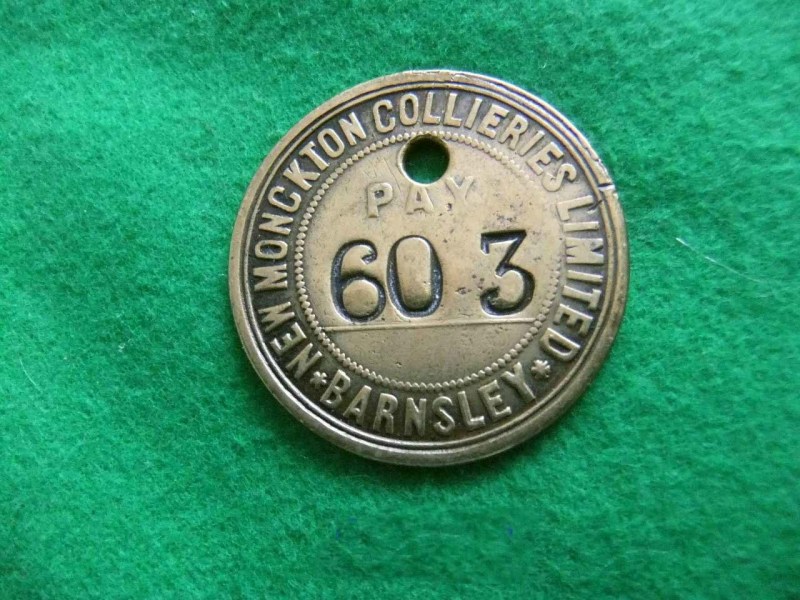 NEW MONCKTON COLLIERIES LIMITED
PAY
60 3
* BARNSLEY *